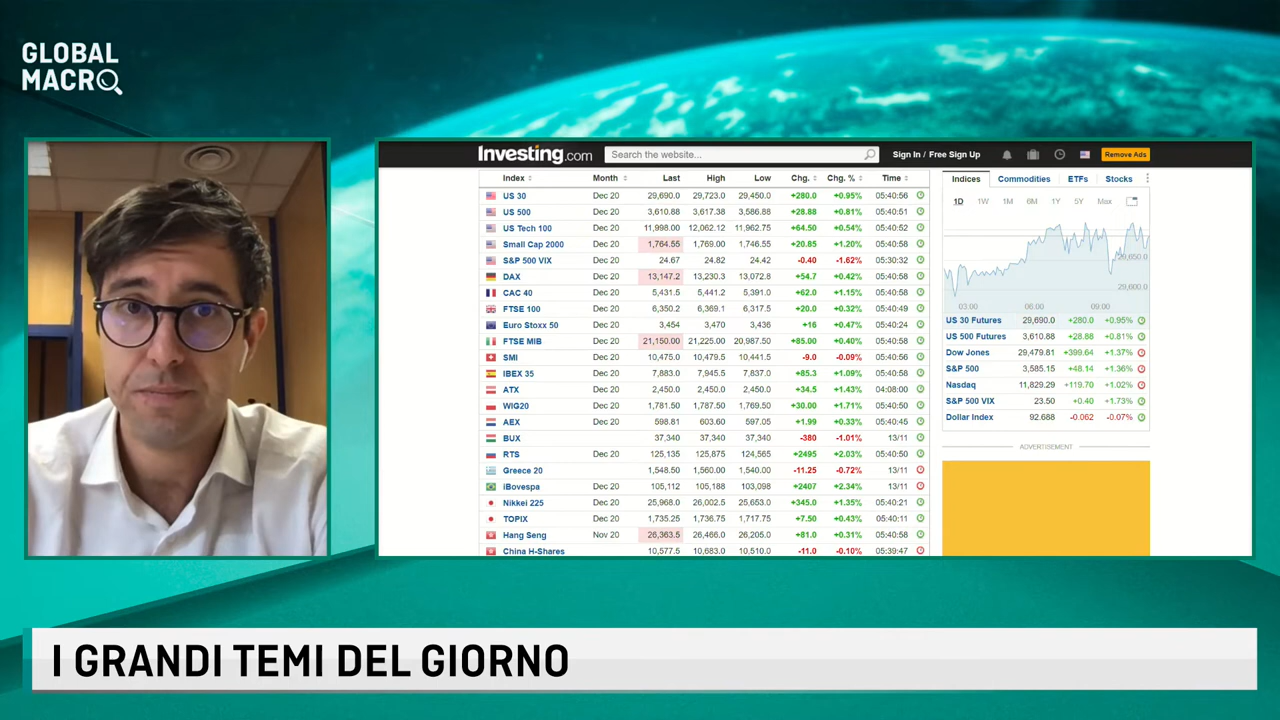 GLOBAL
MACRO
Investing.com Search the website... Sign In / Free Sign Up Remove Ads
Index Month Last High Low Chg. Chg. % Time
US 30 Dec 20 29,690.0 29,723.0 29,450.0 +280.0 +0.95% 05:40:56
US 500 Dec 20 3,610.88 3,617.38 3,586.88 +28.88 +0.81% 05:40:51
US Tech 100 Dec 20 11,998.00 12,062.12 11,962.75 +64.50 +0.54% 05:40:52
Small Cap 2000 Dec 20 1,764.55 1,769.00 1,746.55 +20.85 +1.20% 05:40:58
S&P 500 VIX Dec 20 24.67 24.82 24.42 -0.40 -1.62% 05:30:32
DAX Dec 20 13,147.2 13,230.3 13,072.8 +54.7 +0.42% 05:40:58
CAC 40 Dec 20 5,431.5 5,441.5 5,391.0 +62.0 +1.15% 05:40:58
FTSE 100 Dec 20 6,350.2 6,369.1 6,317.5 +20.0 +0.32% 05:40:49
Euro Stoxx 50 Dec 20 3,454 3,470 3,436 +16 +0.47% 05:40:24
FTSE MIB Dec 20 21,150.00 21,225.00 20,987.50 +85.00 +0.40% 05:40:58
SMI Dec 20 10,475.0 10,479.5 10,441.5 -9.0 -0.09% 05:40:56
IBEX 35 Dec 20 7,883.0 7,945.5 7,837.0 +85.3 +1.09% 05:40:58
ATX Dec 20 2,450.0 2,450.0 2,450.0 +34.5 +1.43% 04:08:00
WIG20 Dec 20 1,781.50 1,787.50 1,769.50 +30.00 +1.71% 05:40:50
AEX Dec 20 598.81 603.60 597.05 +1.99 +0.33% 05:40:45
BUX 37,340 37,340 37,340 -380 -1.01% 13/11
RTS Dec 20 125,135 125,875 124,565 +2495 +2.03% 05:40:50
Greece 20 1,548.50 1,560.00 1,540.00 -11.25 -0.72% 13/11
iBovespa Dec 20 105,112 105,188 103,098 +2407 +2.34% 13/11
Nikkei 225 Dec 20 25,968.0 26,002.5 25,653.0 +345.0 +1.35% 05:40:21
TOPIX Dec 20 1,735.25 1,736.75 1,717.75 +7.50 +0.43% 05:40:11
Hang Seng Nov 20 26,363.5 26,466.0 26,205.0 +81.0 +0.31% 05:40:58
China H-Shares 10,577.5 10,683.0 10,510.0 -11.0 -0.10% 05:39:47
Indices Commodities ETFs Stocks
1D 1W 1M 6M 1Y 5Y Max
29,650.0
29,600.0
03:00 06:00 09:00
US 30 Futures 29,690.0 +280.0 +0.95%
US 500 Futures 3,610.88 +28.88 +0.81%
Dow Jones 29,479.81 +399.64 +1.37%
S&P 500 3,585.15 +48.14 +1.36%
Nasdaq 11,829.29 +119.70 +1.02%
S&P 500 VIX 23.50 +0.40 +1.73%
Dollar Index 92.688 -0.062 -0.07%
ADVERTISEMENT
I GRANDI TEMI DEL GIORNO